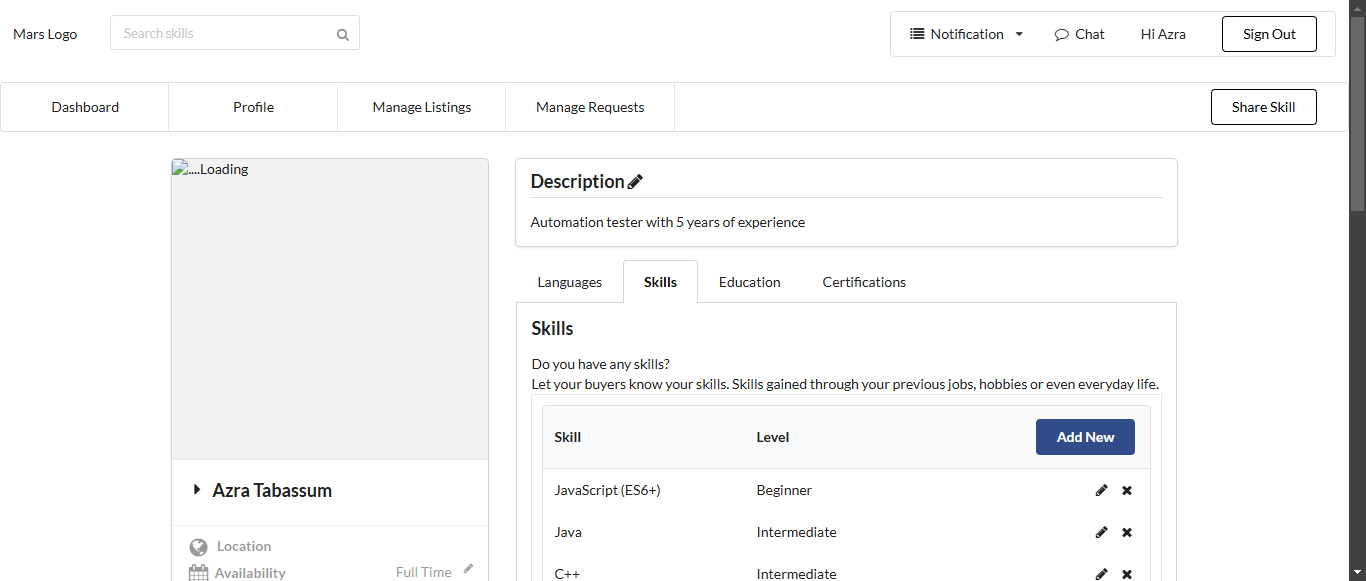 Mars Logo
Search skills
Notification
Chat
Hi Azra
Sign Out
Dashboard
Profile
Manage Listings
Manage Requests
Share Skill
....Loading
Azra Tabassum
Location
Availability
Full Time
Description
Automation tester with 5 years of experience
Languages
Skills
Education
Certifications
Skills
Do you have any skills?
Let your buyers know your skills. Skills gained through your previous jobs, hobbies or even everyday life.
Skill Level Add New
JavaScript (ES6+) Beginner
Java Intermediate
C++ Intermediate